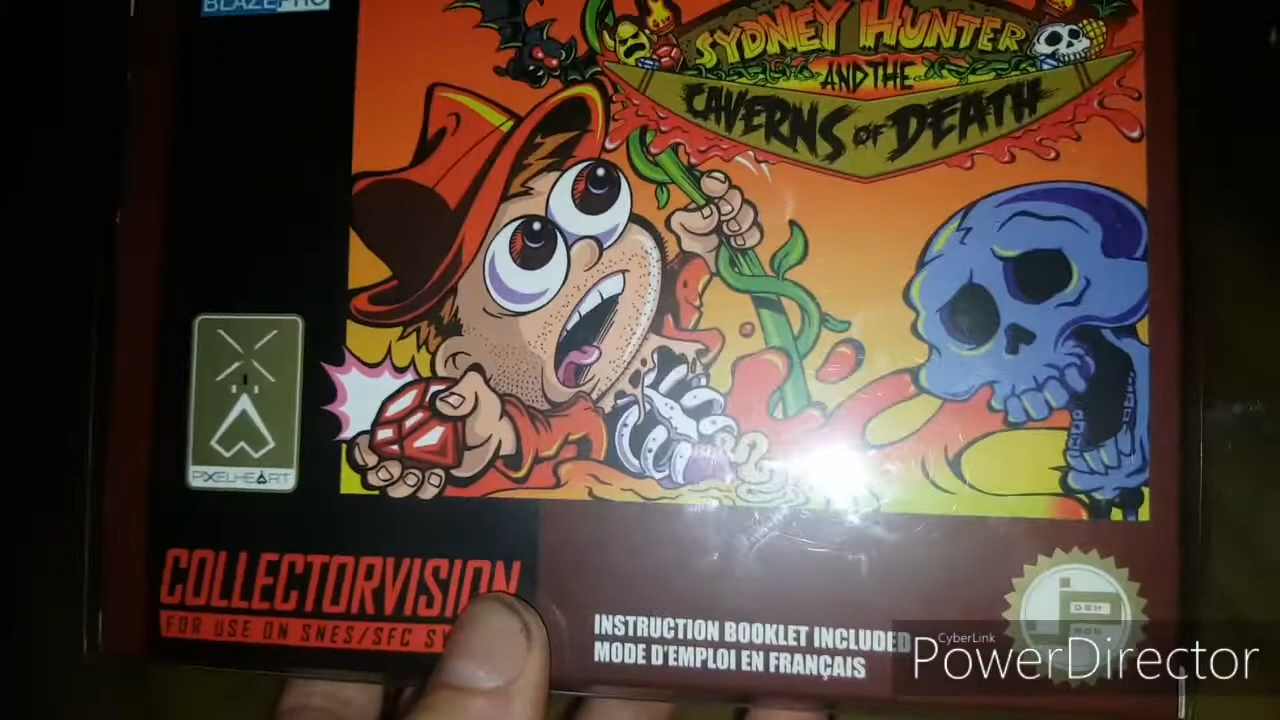 BLAZEPRO
SYDNEY HUNTER
AND THE
CAVERNS OF DEATH
PIXELHEART
COLLECTORVISION
FOR USE ON SNES/SFC
INSTRUCTION BOOKLET INCLUDED
MODE D'EMPLOI EN FRANÇAIS
CyberLink
PowerDirector